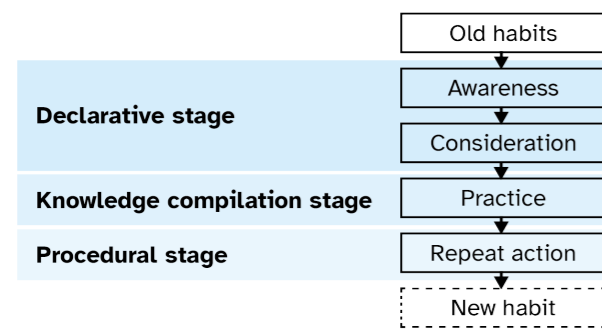 Old habits
Declarative stage
Awareness
Consideration
Knowledge compilation stage
Practice
Procedural stage
Repeat action
New habit